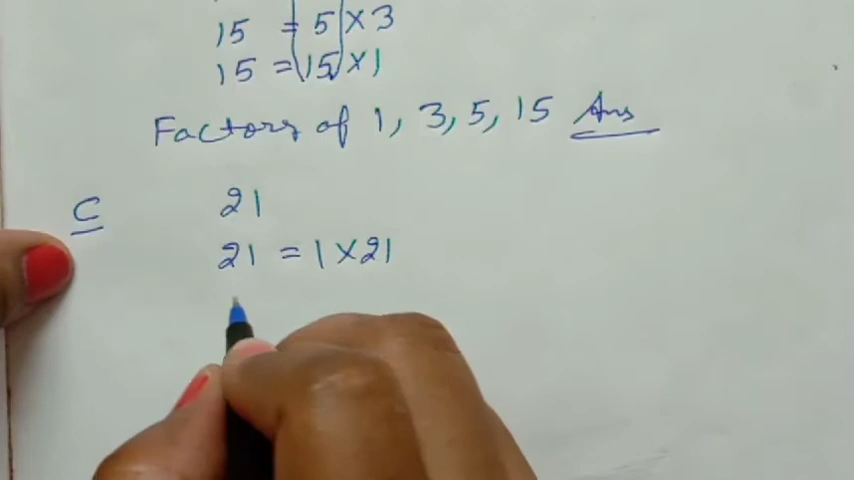 15 = 5 × 3
15 = 15 × 1
Factors of 1, 3, 5, 15 Ans
C 21
21 = 1 × 21